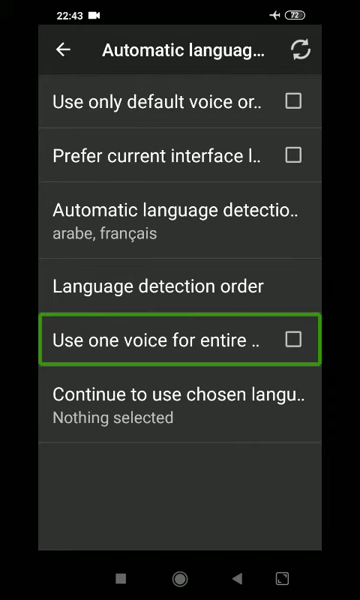 22:43
72
Automatic languag...
Use only default voice or..
Prefer current interface l..
Automatic language detectio..
arabe, français
Language detection order
Use one voice for entire ..
Continue to use chosen langu..
Nothing selected